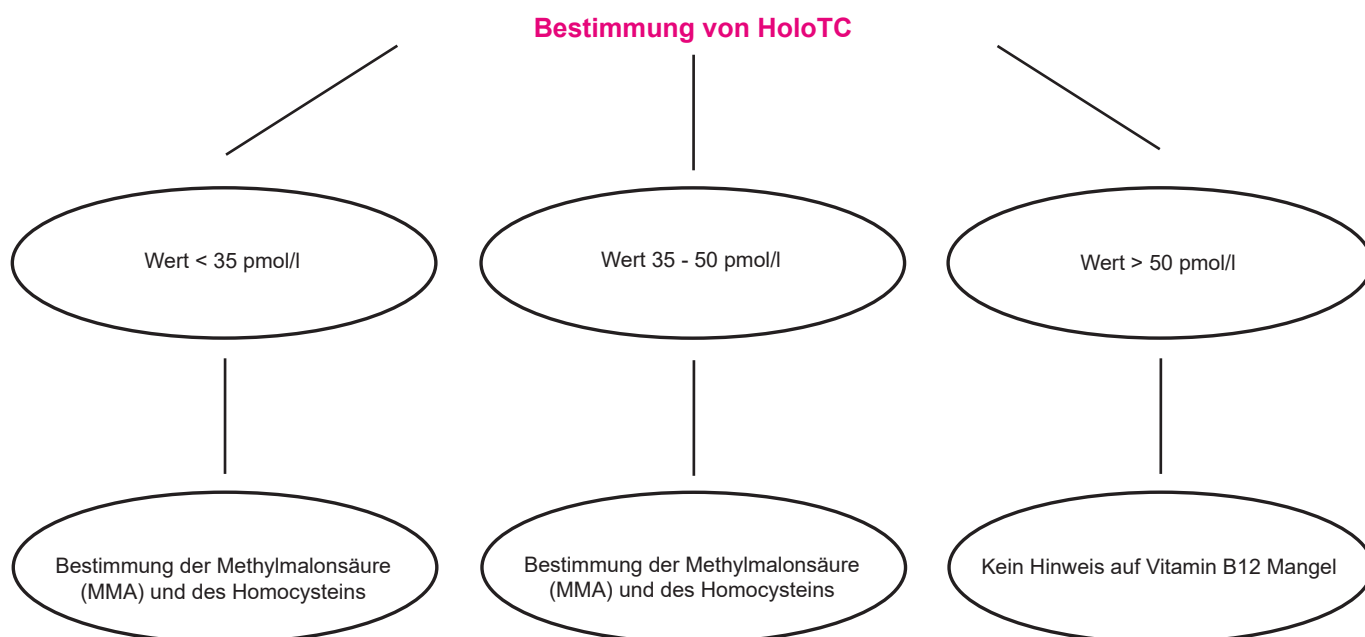 Bestimmung von HoloTC
Wert < 35 pmol/l
Wert 35 - 50 pmol/l
Wert > 50 pmol/l
Bestimmung der Methylmalonsäure
(MMA) und des Homocysteins
Bestimmung der Methylmalonsäure
(MMA) und des Homocysteins
Kein Hinweis auf Vitamin B12 Mangel